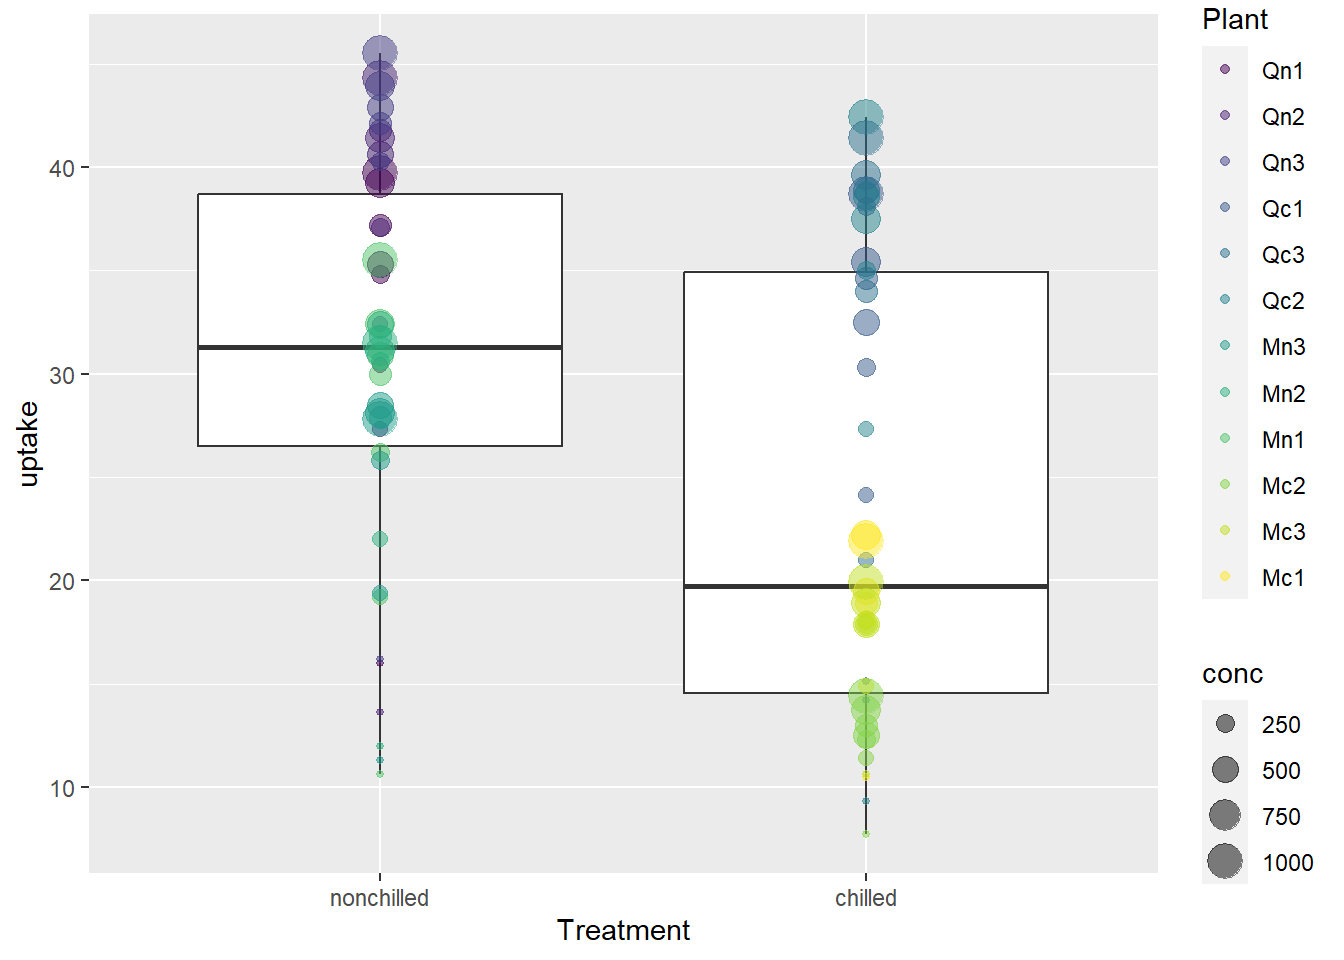 uptake
40
30
20
10
nonchilled
chilled
Treatment
Plant
Qn1
Qn2
Qn3
Qc1
Qc3
Qc2
Mn3
Mn2
Mn1
Mc2
Mc3
Mc1
conc
250
500
750
1000